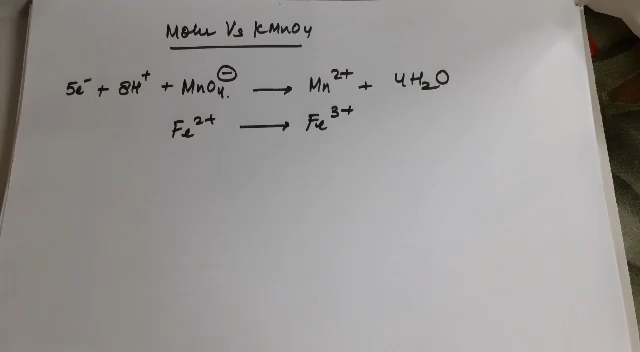 Mohr Vs KMnO4
5e⁻ + 8H⁺ + MnO₄⁻ ⟶ Mn²⁺ + 4H₂O
Fe²⁺ ⟶ Fe³⁺